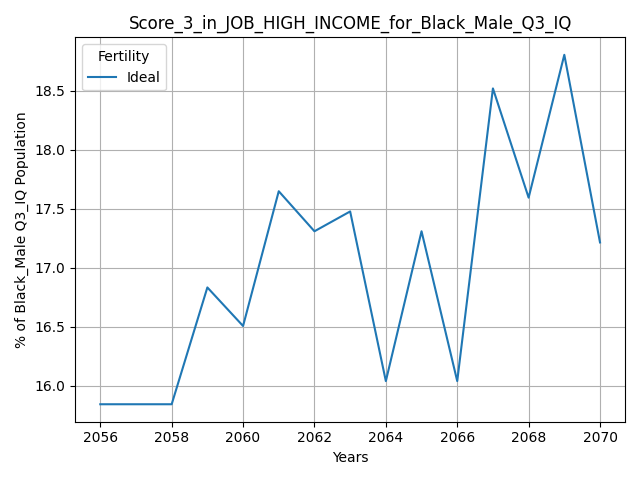 Score_3_in_JOB_HIGH_INCOME_for_Black_Male_Q3_IQ
Fertility
Ideal
% of Black_Male Q3_IQ Population
18.5
18.0
17.5
17.0
16.5
16.0
2056 2058 2060 2062 2064 2066 2068 2070
Years